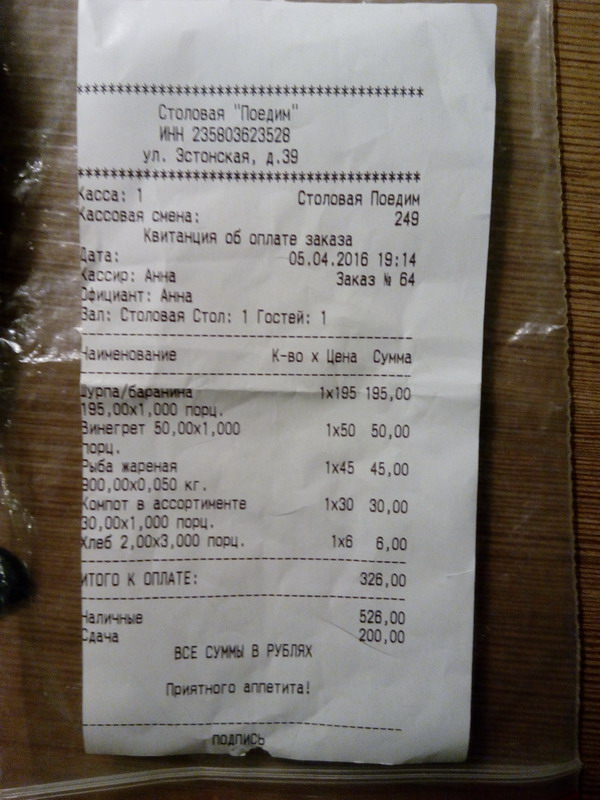 ****************************************
Столовая "Поедим"
ИНН 235803623528
ул. Эстонская, д.39
****************************************
Касса: 1 Столовая Поедим
Кассовая смена: 249
Квитанция об оплате заказа
Дата: 05.04.2016 19:14
Кассир: Анна Заказ № 64
Официант: Анна
Зал: Столовая Стол: 1 Гостей: 1
Наименование К-во х Цена Сумма
Шурпа/баранина 1х195 195,00
195,00х1,000 порц.
Винегрет 50,00х1,000 1х50 50,00
порц.
Рыба жареная 1х45 45,00
900,00х0,050 кг.
Компот в ассортименте 1х30 30,00
30,00х1,000 порц.
Хлеб 2,00х3,000 порц. 1х6 6,00
ИТОГО К ОПЛАТЕ: 326,00
Наличные 526,00
Сдача 200,00
ВСЕ СУММЫ В РУБЛЯХ
Приятного аппетита!
подпись